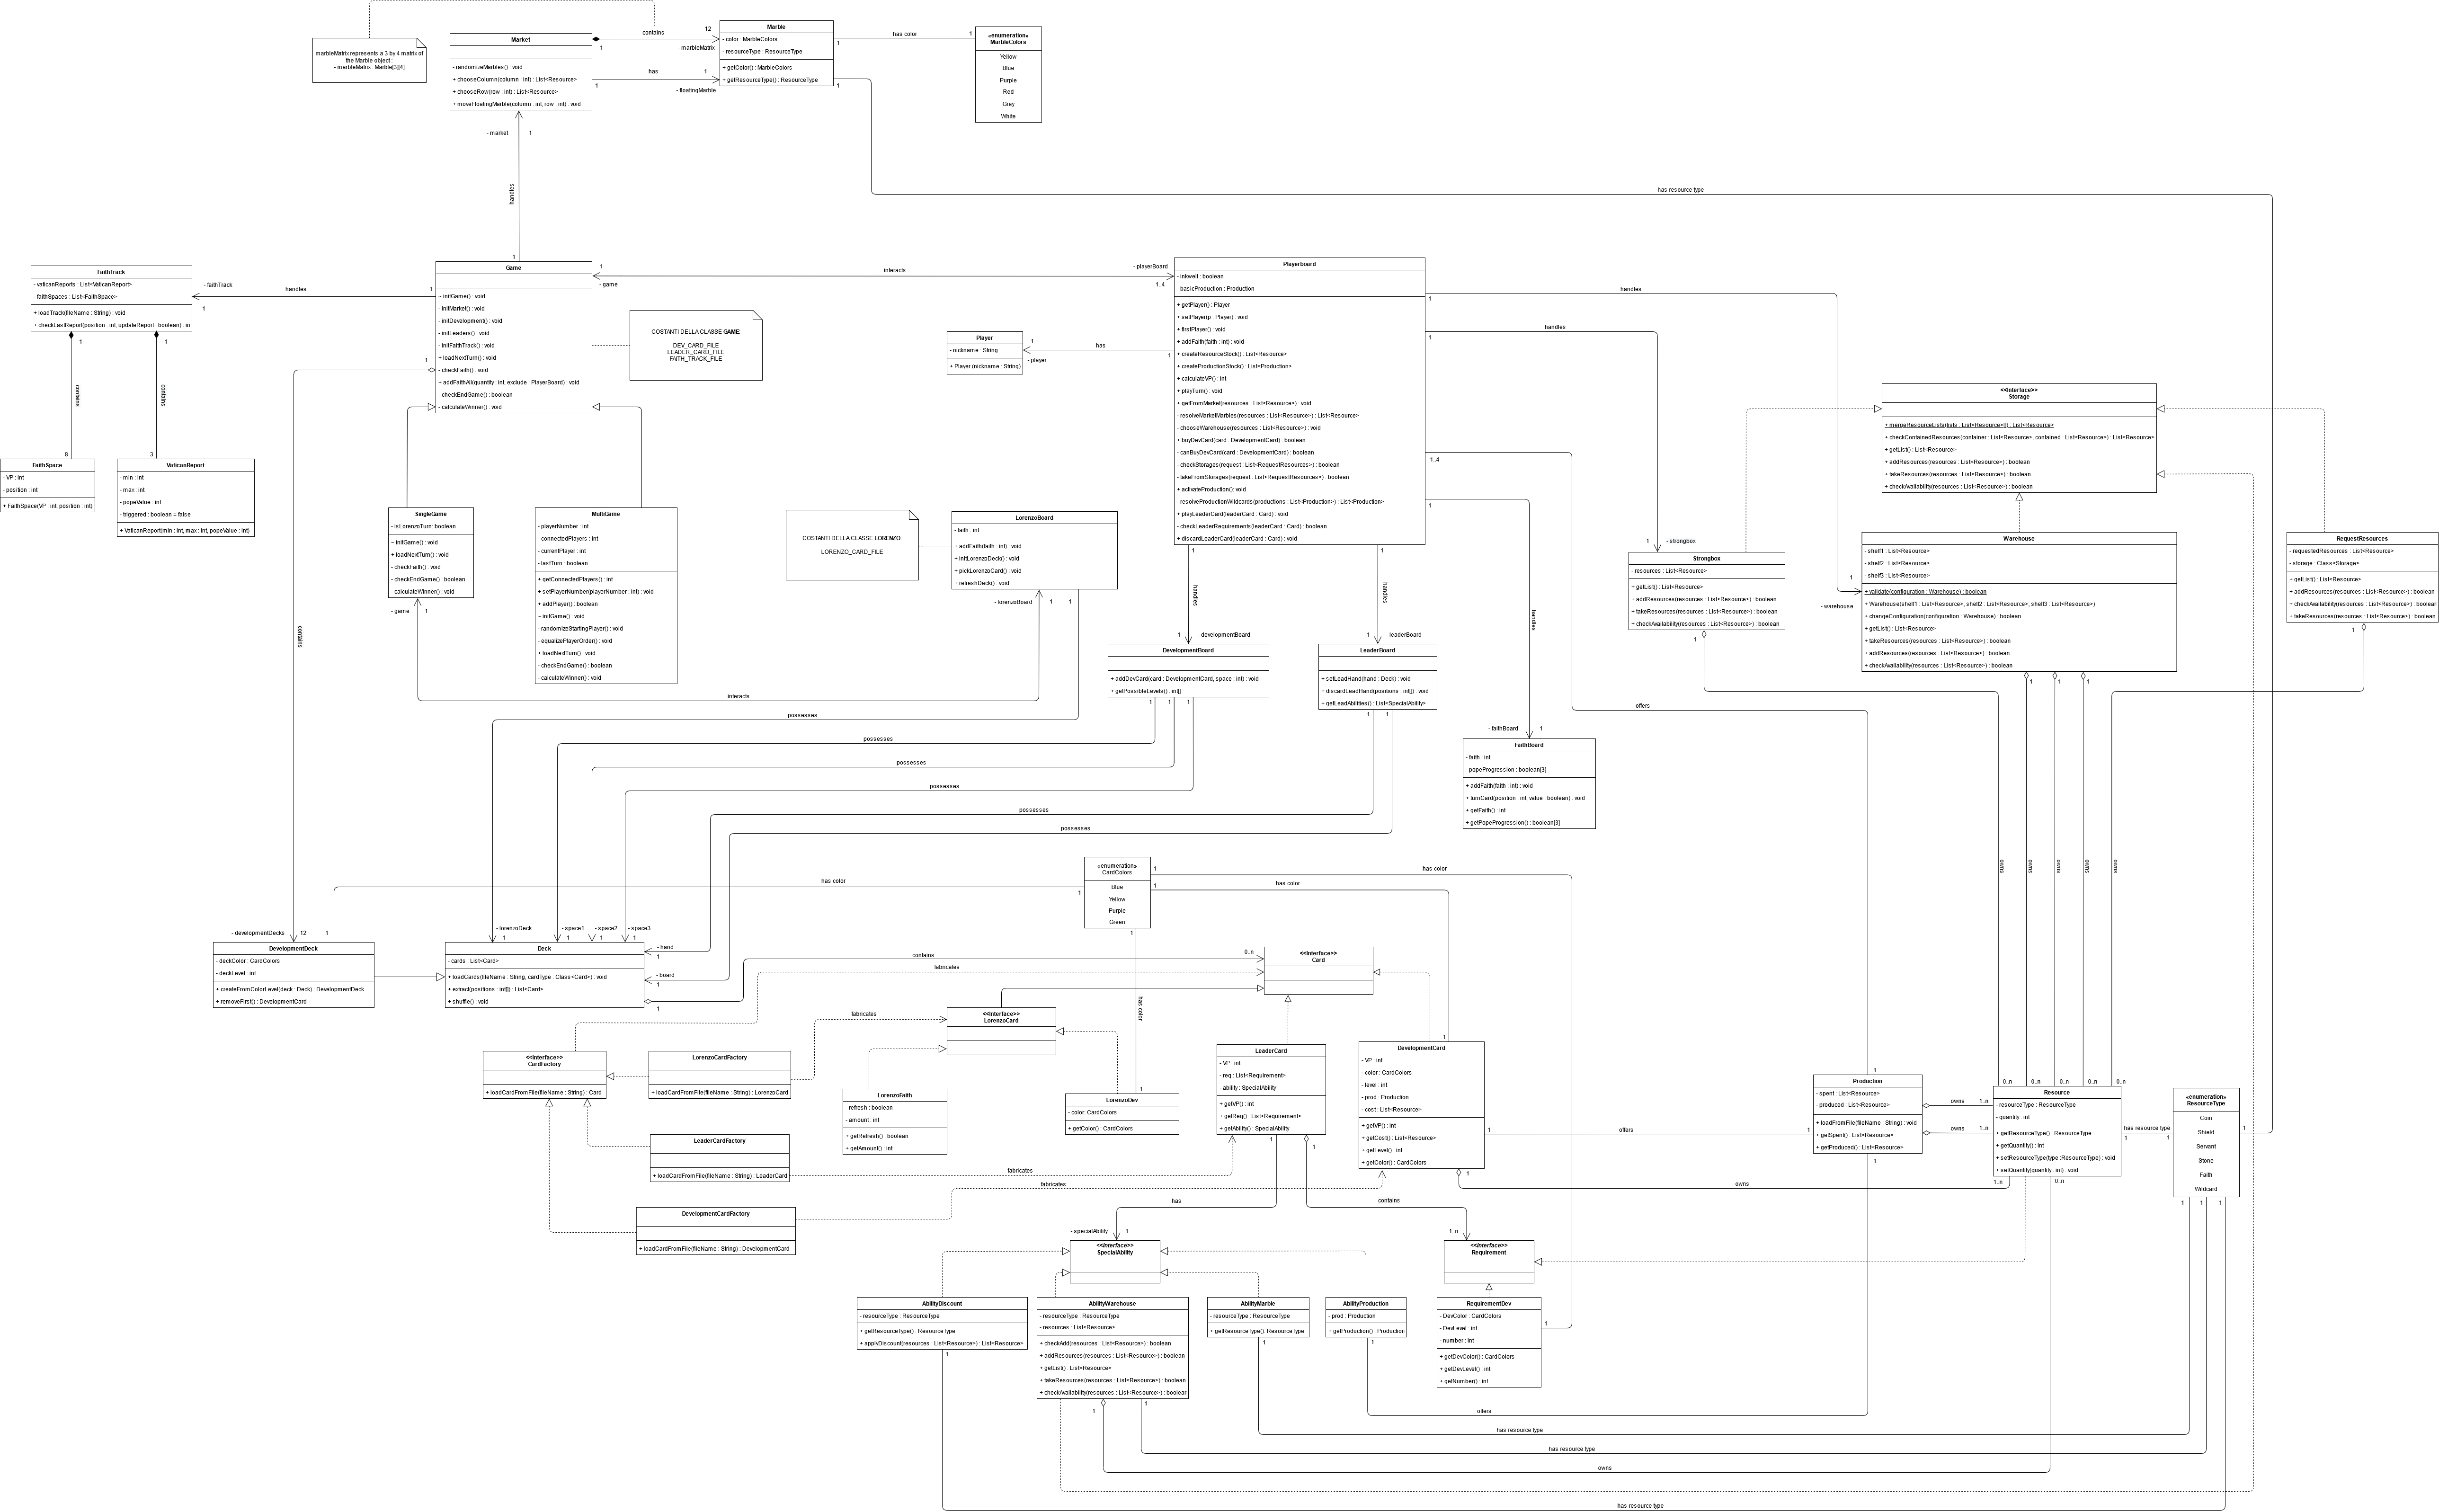 marbleMatrix represents a 3 by 4 matrix of
the Marble object :
- marbleMatrix : Marble[3][4]
Market
- randomizeMarbles() : void
+ chooseColumn(column : int) : List<Resource>
+ chooseRow(row : int) : List<Resource>
+ moveFloatingMarble(column : int, row : int) : void
1
contains
12
- marbleMatrix
1
has
1
- floatingMarble
Marble
- color : MarbleColors
- resourceType : ResourceType
+ getColor() : MarbleColors
+ getResourceType() : ResourceType
1
has color
1
1
has resource type
«enumeration»
MarbleColors
Yellow
Blue
Purple
Red
Grey
White
- market
1
handles
1
FaithTrack
- vaticanReports : List<VaticanReport>
- faithSpaces : List<FaithSpace>
+ loadTrack(fileName : String) : void
+ checkLastReport(position : int, updateReport : boolean) : in
- faithTrack
1
handles
1
1
contains
8
1
contains
3
FaithSpace
- VP : int
- position : int
+ FaithSpace(VP : int, position : int)
VaticanReport
- min : int
- max : int
- popeValue : int
- triggered : boolean = false
+ VaticanReport(min : int, max : int, popeValue : int)
Game
~ initGame() : void
- initMarket() : void
- initDevelopment() : void
- initLeaders() : void
- initFaithTrack() : void
+ loadNextTurn() : void
- checkFaith() : void
+ addFaithAll(quantity : int, exclude : PlayerBoard) : void
- checkEndGame() : boolean
- calculateWinner() : void
1
contains
COSTANTI DELLA CLASSE GAME:
DEV_CARD_FILE
LEADER_CARD_FILE
FAITH_TRACK_FILE
1
- game
interacts
- playerBoard
1..4
Player
- nickname : String
+ Player (nickname : String)
1
- player
has
1
Playerboard
- inkwell : boolean
- basicProduction : Production
+ getPlayer() : Player
+ setPlayer(p : Player) : void
+ firstPlayer() : void
+ addFaith(faith : int) : void
+ createResourceStock() : List<Resource>
+ createProductionStock() : List<Production>
+ calculateVP() : int
+ playTurn() : void
+ getFromMarket(resources : List<Resource>) : void
- resolveMarketMarbles(resources : List<Resource>) : List<Resource>
- chooseWarehouse(resources : List<Resource>) : void
+ buyDevCard(card : DevelopmentCard) : boolean
- canBuyDevCard(card : DevelopmentCard) : boolean
- checkStorages(request : List<RequestResources>) : boolean
- takeFromStorages(request : List<RequestResources>) : boolean
+ activateProduction(): void
- resolveProductionWildcards(productions : List<Production>) : List<Production>
+ playLeaderCard(leaderCard : Card) : void
- checkLeaderRequirements(leaderCard : Card) : boolean
+ discardLeaderCard(leaderCard : Card) : void
1
handles
1
- warehouse
1
handles
1
- strongbox
1..4
offers
1
1
handles
1
- faithBoard
1
handles
1
- developmentBoard
1
handles
1
- leaderBoard
<<Interface>>
Storage
+ mergeResourceLists(lists : List<Resource>[]) : List<Resource>
+ checkContainedResources(container : List<Resource>, contained : List<Resource>) : List<Resource>
+ getList() : List<Resource>
+ addResources(resources : List<Resource>) : boolean
+ takeResources(resources : List<Resource>) : boolean
+ checkAvailability(resources : List<Resource>) : boolean
Strongbox
- resources : List<Resource>
+ getList() : List<Resource>
+ addResources(resources : List<Resource>) : boolean
+ takeResources(resources : List<Resource>) : boolean
+ checkAvailability(resources : List<Resource>) : boolean
1
owns
0..n
Warehouse
- shelf1 : List<Resource>
- shelf2 : List<Resource>
- shelf3 : List<Resource>
+ validate(configuration : Warehouse) : boolean
+ Warehouse(shelf1 : List<Resource>, shelf2 : List<Resource>, shelf3 : List<Resource>)
+ changeConfiguration(configuration : Warehouse) : boolean
+ getList() : List<Resource>
+ takeResources(resources : List<Resource>) : boolean
+ addResources(resources : List<Resource>) : boolean
+ checkAvailability(resources : List<Resource>) : boolean
1
owns
0..n
1
owns
0..n
1
owns
0..n
RequestResources
- requestedResources : List<Resource>
- storage : Class<Storage>
+ getList() : List<Resource>
+ addResources(resources : List<Resource>) : boolean
+ checkAvailability(resources : List<Resource>) : boolean
+ takeResources(resources : List<Resource>) : boolean
1
owns
0..n
SingleGame
- isLorenzoTurn: boolean
~ initGame() : void
+ loadNextTurn() : void
- checkFaith() : void
- checkEndGame() : boolean
- calculateWinner() : void
- game
1
interacts
MultiGame
- playerNumber : int
- connectedPlayers : int
- currentPlayer : int
- lastTurn : boolean
+ getConnectedPlayers() : int
+ setPlayerNumber(playerNumber : int) : void
+ addPlayer() : boolean
~ initGame() : void
- randomizeStartingPlayer() : void
- equalizePlayerOrder() : void
+ loadNextTurn() : void
- checkEndGame() : boolean
- calculateWinner() : void
COSTANTI DELLA CLASSE LORENZO:
LORENZO_CARD_FILE
LorenzoBoard
- faith : int
+ addFaith(faith : int) : void
+ initLorenzoDeck() : void
+ pickLorenzoCard() : void
+ refreshDeck() : void
- lorenzoBoard
1
1
DevelopmentBoard
+ addDevCard(card : DevelopmentCard, space : int) : void
+ getPossibleLevels() : int[]
1
1
1
LeaderBoard
+ setLeadHand(hand : Deck) : void
+ discardLeadHand(positions : int[]) : void
+ getLeadAbilities() : List<SpecialAbility>
1
1
FaithBoard
- faith : int
- popeProgression : boolean[3]
+ addFaith(faith : int) : void
+ turnCard(position : int, value : boolean) : void
+ getFaith() : int
+ getPopeProgression() : boolean[3]
possesses
possesses
possesses
possesses
possesses
possesses
«enumeration»
CardColors
Blue
Yellow
Purple
Green
1
has color
1
has color
1
has color
1
has color
- developmentDecks
12
1
DevelopmentDeck
- deckColor : CardColors
- deckLevel : int
+ createFromColorLevel(deck : Deck) : DevelopmentDeck
+ removeFirst() : DevelopmentCard
- lorenzoDeck
1
- space1
1
- space2
1
- space3
1
- hand
1
- board
1
Deck
- cards : List<Card>
+ loadCards(fileName : String, cardType : Class<Card>) : void
+ extract(positions : int[]) : List<Card>
+ shuffle() : void
1
contains
0..n
fabricates
<<Interface>>
Card
<<Interface>>
LorenzoCard
fabricates
<<Interface>>
CardFactory
+ loadCardFromFile(fileName : String) : Card
LorenzoCardFactory
+ loadCardFromFile(fileName : String) : LorenzoCard
LeaderCardFactory
+ loadCardFromFile(fileName : String) : LeaderCard
fabricates
DevelopmentCardFactory
+ loadCardFromFile(fileName : String) : DevelopmentCard
fabricates
LorenzoFaith
- refresh : boolean
- amount : int
+ getRefresh() : boolean
+ getAmount() : int
1
LorenzoDev
- color: CardColors
+ getColor() : CardColors
LeaderCard
- VP : int
- req : List<Requirement>
- ability : SpecialAbility
+ getVP() : int
+ getReq() : List<Requirement>
+ getAbility() : SpecialAbility
1
1
1
DevelopmentCard
- VP : int
- color : CardColors
- level : int
- prod : Production
- cost : List<Resource>
+ getVP() : int
+ getCost() : List<Resource>
+ getLevel() : int
+ getColor() : CardColors
1
offers
1
1
owns
1..n
Production
- spent : List<Resource>
- produced : List<Resource>
+ loadFromFile(fileName : String) : void
+ getSpent() : List<Resource>
+ getProduced() : List<Resource>
1
owns
1..n
owns
1..n
Resource
- resourceType : ResourceType
- quantity : int
+ getResourceType() : ResourceType
+ getQuantity() : int
+ setResourceType(type :ResourceType) : void
+ setQuantity(quantity : int) : void
0..n
has resource type
1
1
«enumeration»
ResourceType
Coin
Shield
Servant
Stone
Faith
Wildcard
1
1
1
1
has
- specialAbility
1
contains
1..n
<<Interface>>
SpecialAbility
<<Interface>>
Requirement
AbilityDiscount
- resourceType : ResourceType
+ getResourceType() : ResourceType
+ applyDiscount(resources : List<Resource>) : List<Resource>
1
AbilityWarehouse
- resourceType : ResourceType
- resources : List<Resource>
+ checkAdd(resources : List<Resource>) : boolean
+ addResources(resources : List<Resource>) : boolean
+ getList() : List<Resource>
+ takeResources(resources : List<Resource>) : boolean
+ checkAvailability(resources : List<Resource>) : boolear
1
1
AbilityMarble
- resourceType : ResourceType
+ getResourceType(): ResourceType
1
AbilityProduction
- prod : Production
+ getProduction() : Production
1
RequirementDev
- DevColor : CardColors
- DevLevel : int
- number : int
+ getDevColor() : CardColors
+ getDevLevel() : int
+ getNumber() : int
1
offers
has resource type
has resource type
owns
has resource type